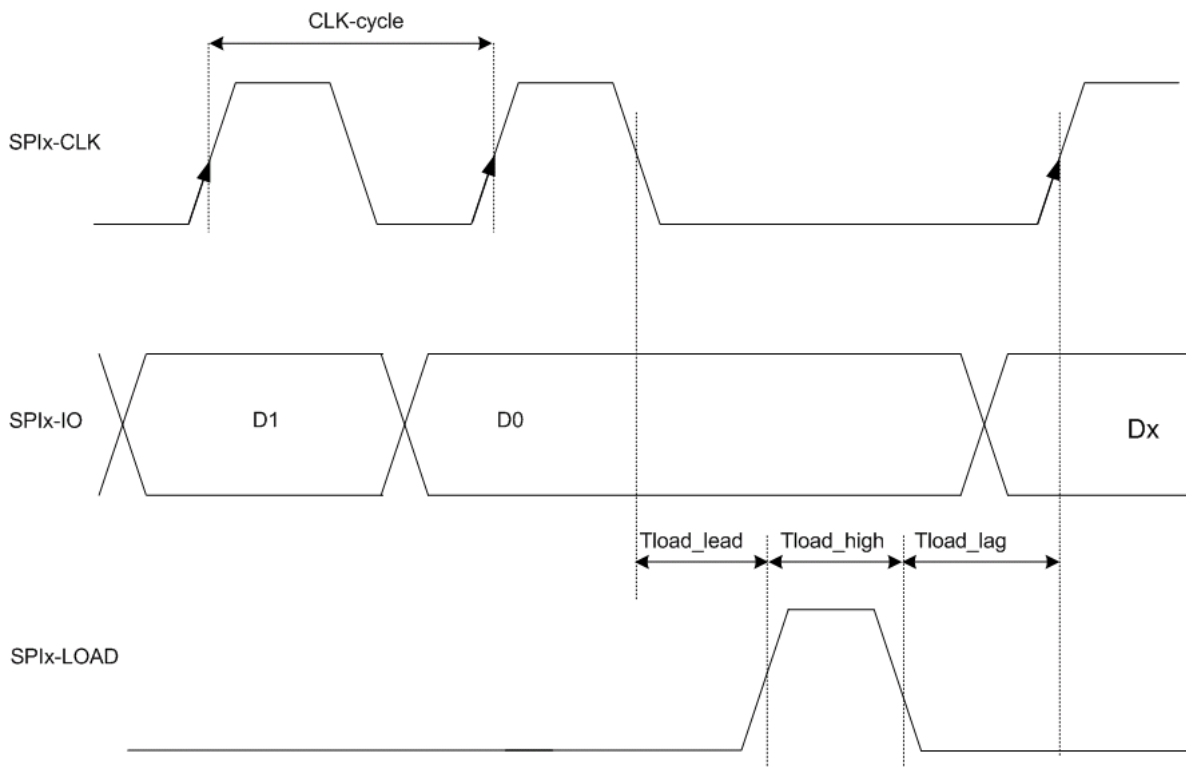 CLK-cycle
SPIx-CLK
SPIx-IO
D1
D0
Dx
Tload_lead
Tload_high
Tload_lag
SPIx-LOAD